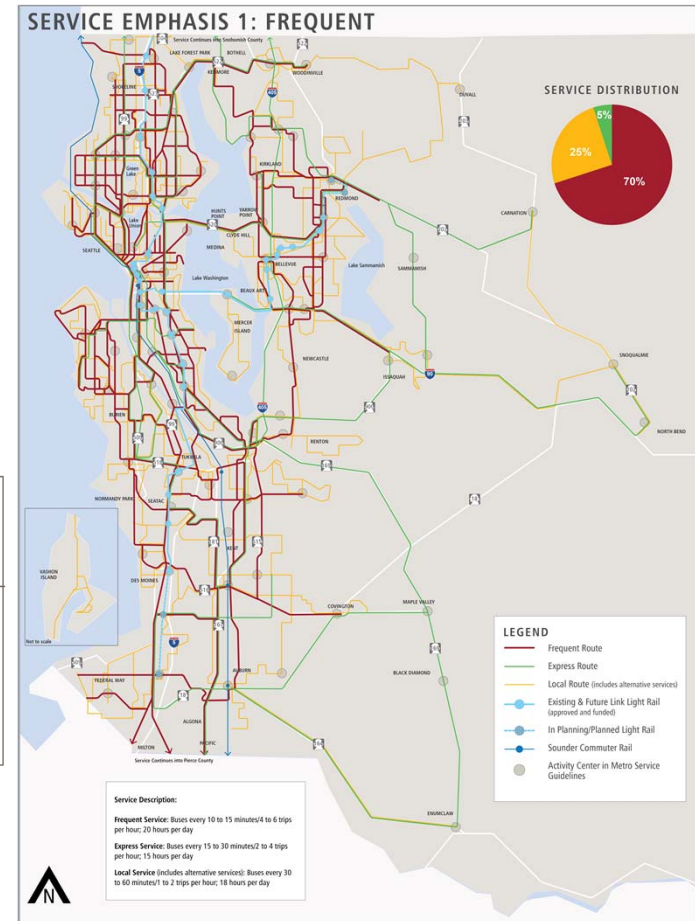 SERVICE EMPHASIS 1: FREQUENT
Service Continues into Snohomish County
LAKE FOREST PARK
BOTHELL
KENMORE
WOODINVILLE
SHORELINE
DUVALL
SERVICE DISTRIBUTION
5%
25%
70%
405
99
Green
Lake
KIRKLAND
REDMOND
Lake
Union
HUNTS
POINT
YARROW
POINT
CLYDE HILL
MEDINA
CARNATION
SEATTLE
BELLEVUE
SAMMAMISH
Lake Washington
Lake Sammamish
BEAUX ARTS
MERCER
ISLAND
NEWCASTLE
ISSAQUAH
SNOQUALMIE
90
NORTH BEND
BURIEN
405
RENTON
TUKWILA
NORMANDY PARK
SEATAC
KENT
VASHON
ISLAND
Not to scale
DES MOINES
COVINGTON
MAPLE VALLEY
5
FEDERAL WAY
AUBURN
BLACK DIAMOND
18
ALGONA
MILTON
PACIFIC
Service Continues into Pierce County
ENUMCLAW
LEGEND
Frequent Route
Express Route
Local Route (includes alternative services)
Existing & Future Link Light Rail
(approved and funded)
In Planning/Planned Light Rail
Sounder Commuter Rail
Activity Center in Metro Service
Guidelines
Service Description:
Frequent Service: Buses every 10 to 15 minutes/4 to 6 trips
per hour; 20 hours per day
Express Service: Buses every 15 to 30 minutes/2 to 4 trips
per hour; 15 hours per day
Local Service (includes alternative services): Buses every 30
to 60 minutes/1 to 2 trips per hour; 18 hours per day
N